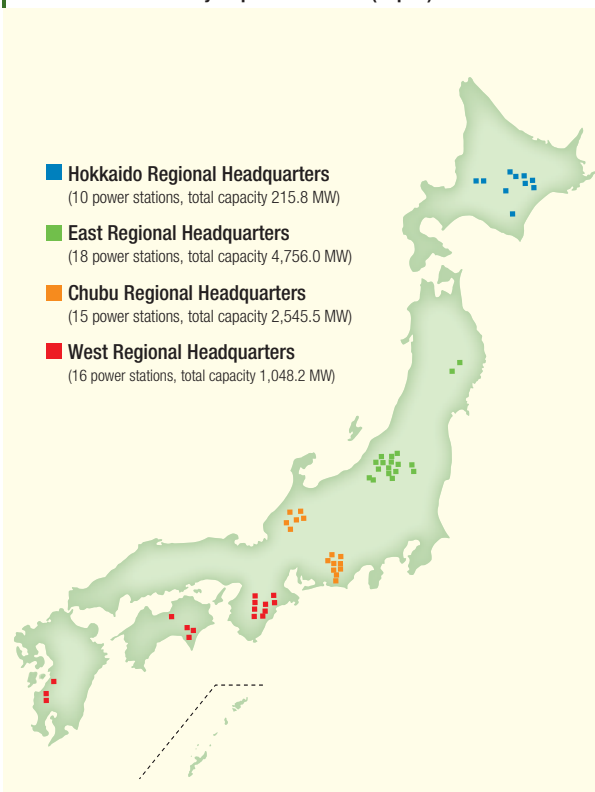 Hokkaido Regional Headquarters
(10 power stations, total capacity 215.8 MW)
East Regional Headquarters
(18 power stations, total capacity 4,756.0 MW)
Chubu Regional Headquarters
(15 power stations, total capacity 2,545.5 MW)
West Regional Headquarters
(16 power stations, total capacity 1,048.2 MW)